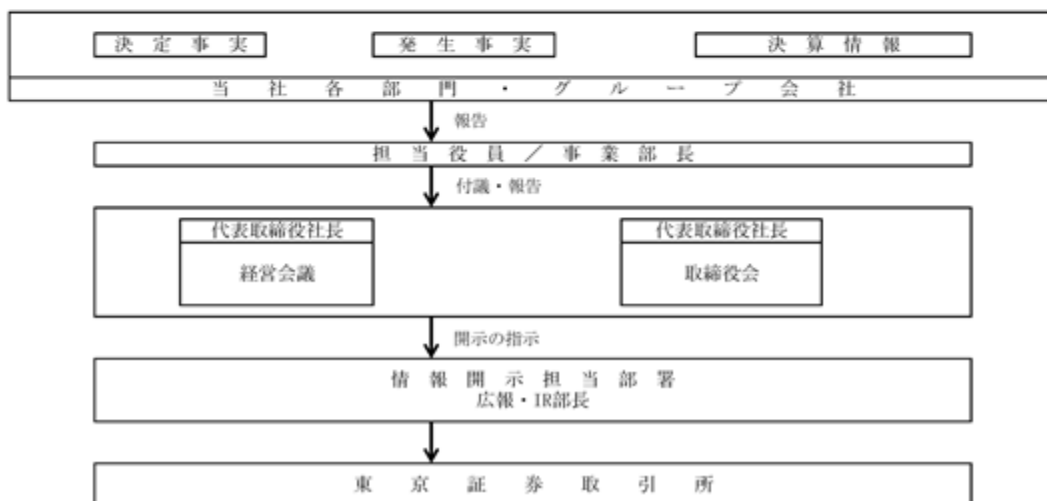 決定事実
発生事実
決算情報
当社各部門・グループ会社
報告
担当役員／事業部長
付議・報告
代表取締役社長
経営会議
代表取締役社長
取締役会
開示の指示
情報開示担当部署
広報・IR部長
東京証券取引所